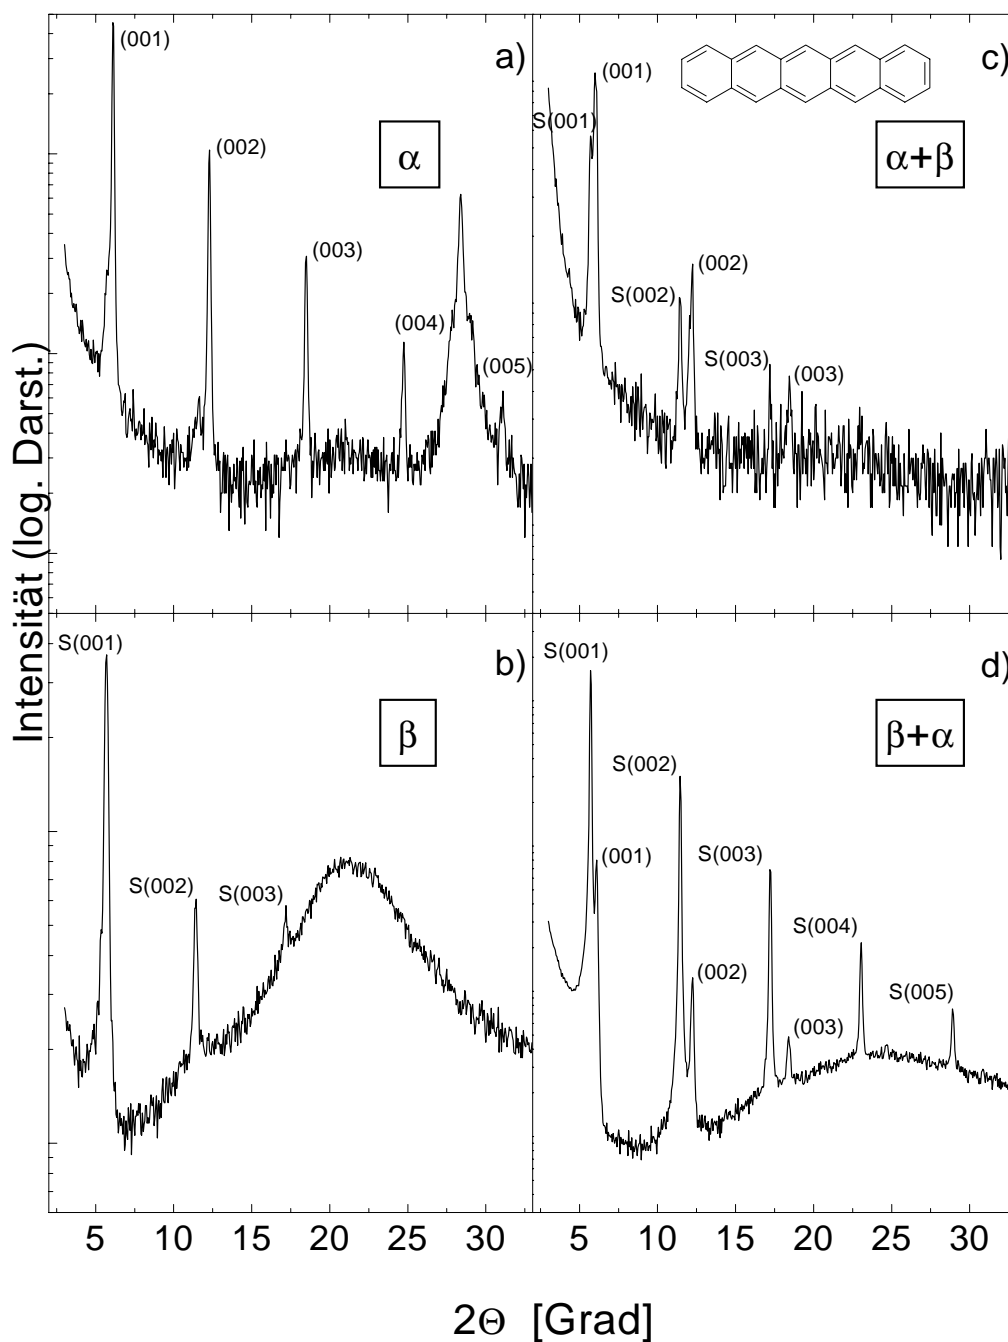 Intensität (log. Darst.)
a)
α
(001)
(002)
(003)
(004)
(005)
c)
α+β
S(001)
(001)
S(002)
(002)
S(003)
(003)
b)
β
S(001)
S(002)
S(003)
d)
β+α
S(001)
(001)
S(002)
(002)
S(003)
(003)
S(004)
S(005)
5 10 15 20 25 30 5 10 15 20 25 30
2Θ [Grad]